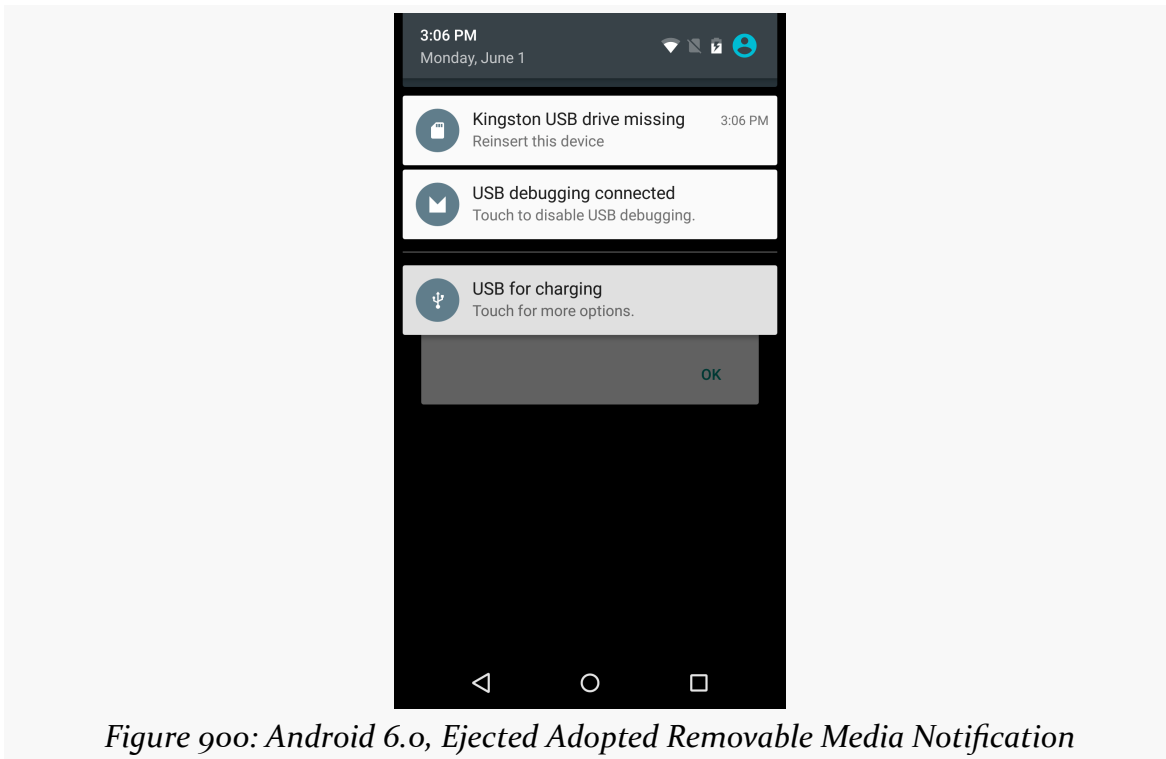 3:06 PM
Monday, June 1
Kingston USB drive missing 3:06 PM
Reinsert this device
USB debugging connected
Touch to disable USB debugging.
USB for charging
Touch for more options.
OK
Figure 900: Android 6.0, Ejected Adopted Removable Media Notification